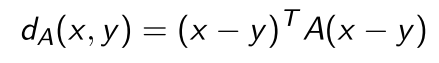 d_A(x, y) = (x − y)^T A(x − y)